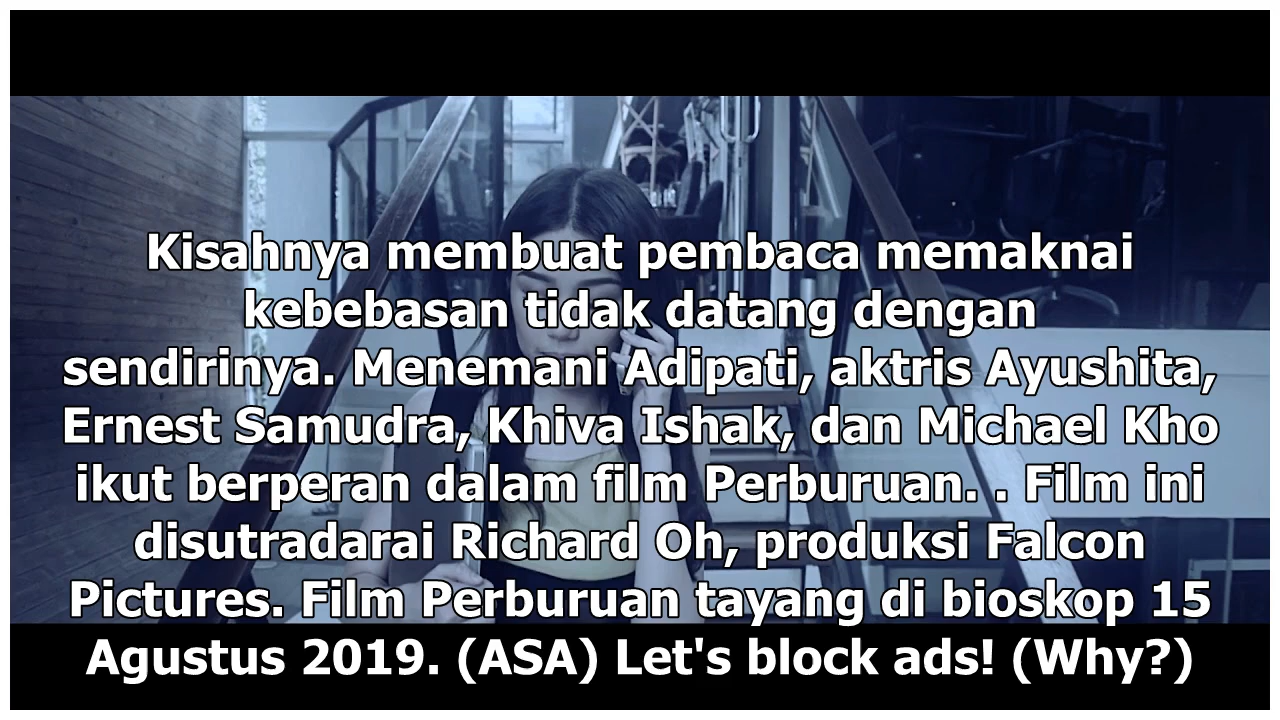 Kisahnya membuat pembaca memaknai
kebebasan tidak datang dengan
sendirinya. Menemani Adipati, aktris Ayushita,
Ernest Samudra, Khiva Ishak, dan Michael Kho
ikut berperan dalam film Perburuan. . Film ini
disutradarai Richard Oh, produksi Falcon
Pictures. Film Perburuan tayang di bioskop 15
Agustus 2019. (ASA) Let's block ads! (Why?)